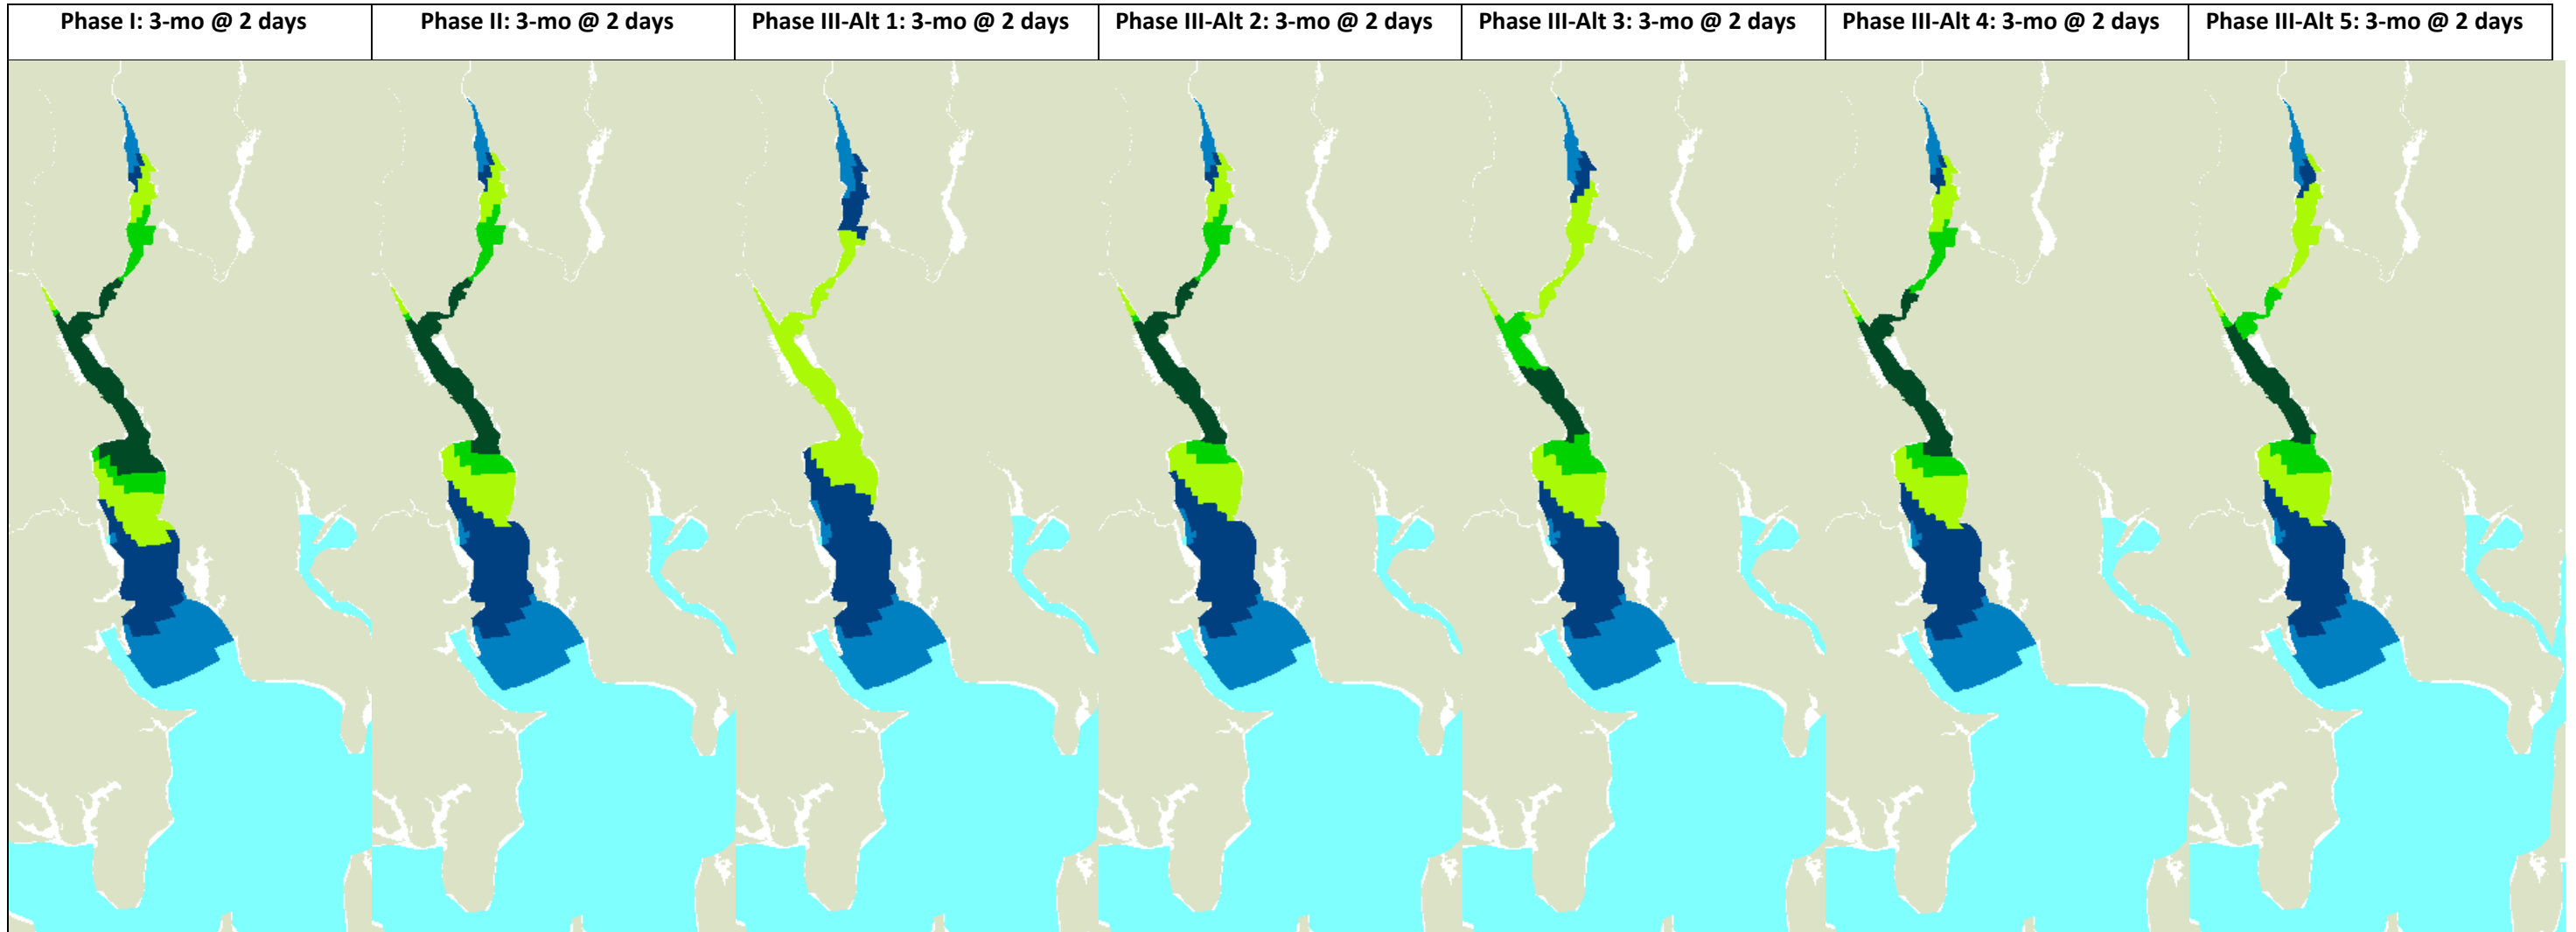 Phase I: 3-mo @ 2 days
Phase II: 3-mo @ 2 days
Phase III-Alt 1: 3-mo @ 2 days
Phase III-Alt 2: 3-mo @ 2 days
Phase III-Alt 3: 3-mo @ 2 days
Phase III-Alt 4: 3-mo @ 2 days
Phase III-Alt 5: 3-mo @ 2 days